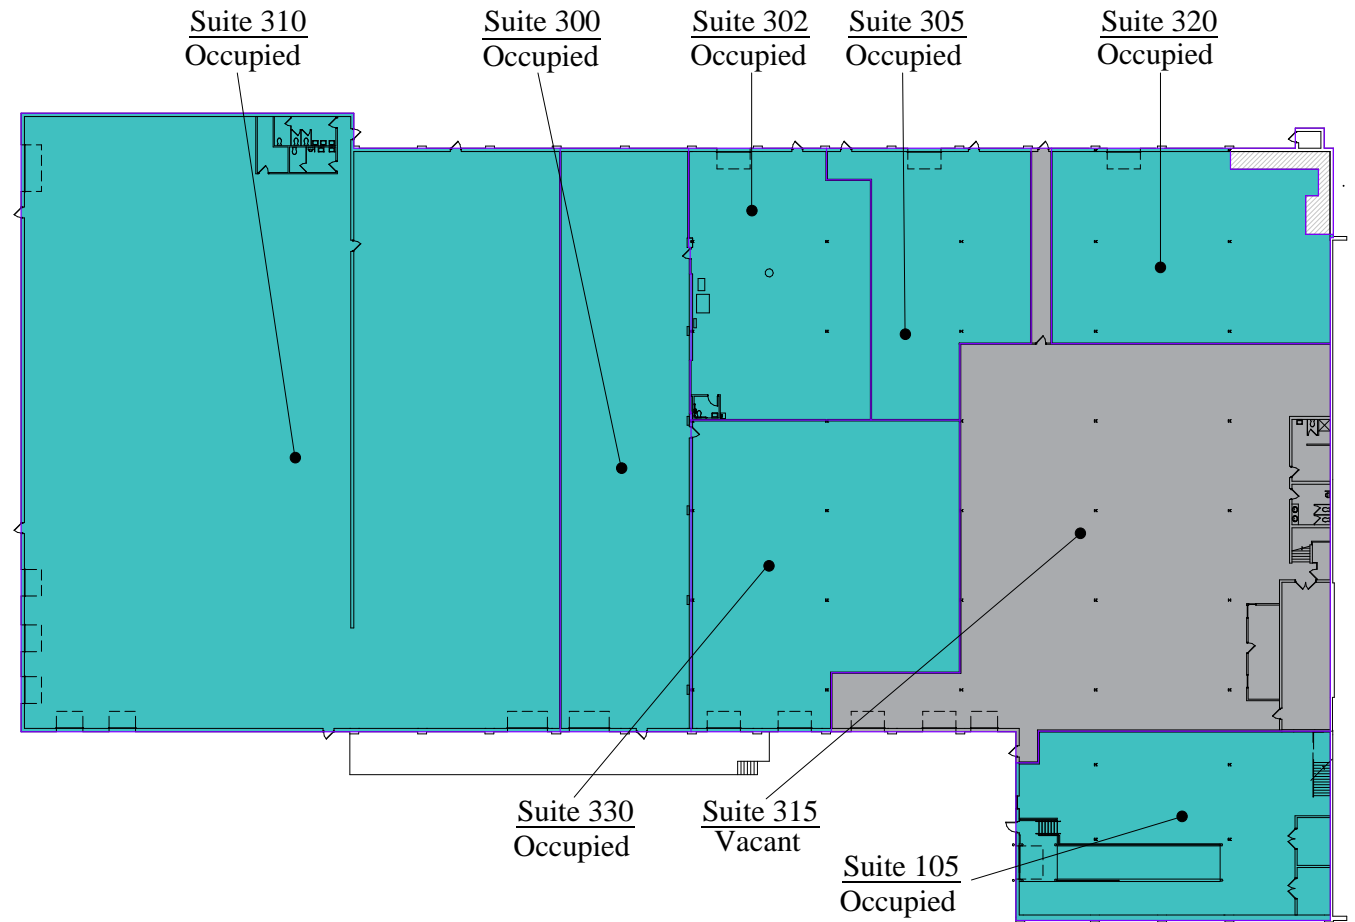 Suite 310
Occupied
Suite 300
Occupied
Suite 302
Occupied
Suite 305
Occupied
Suite 320
Occupied
Suite 330
Occupied
Suite 315
Vacant
Suite 105
Occupied